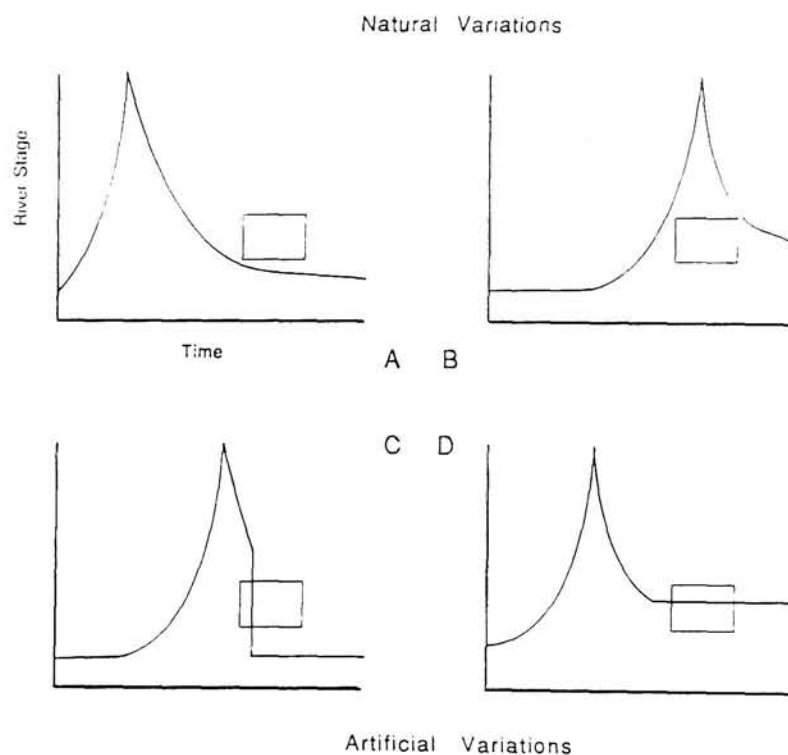 Natural Variations
River Stage
Time
A B
C D
Artificial Variations